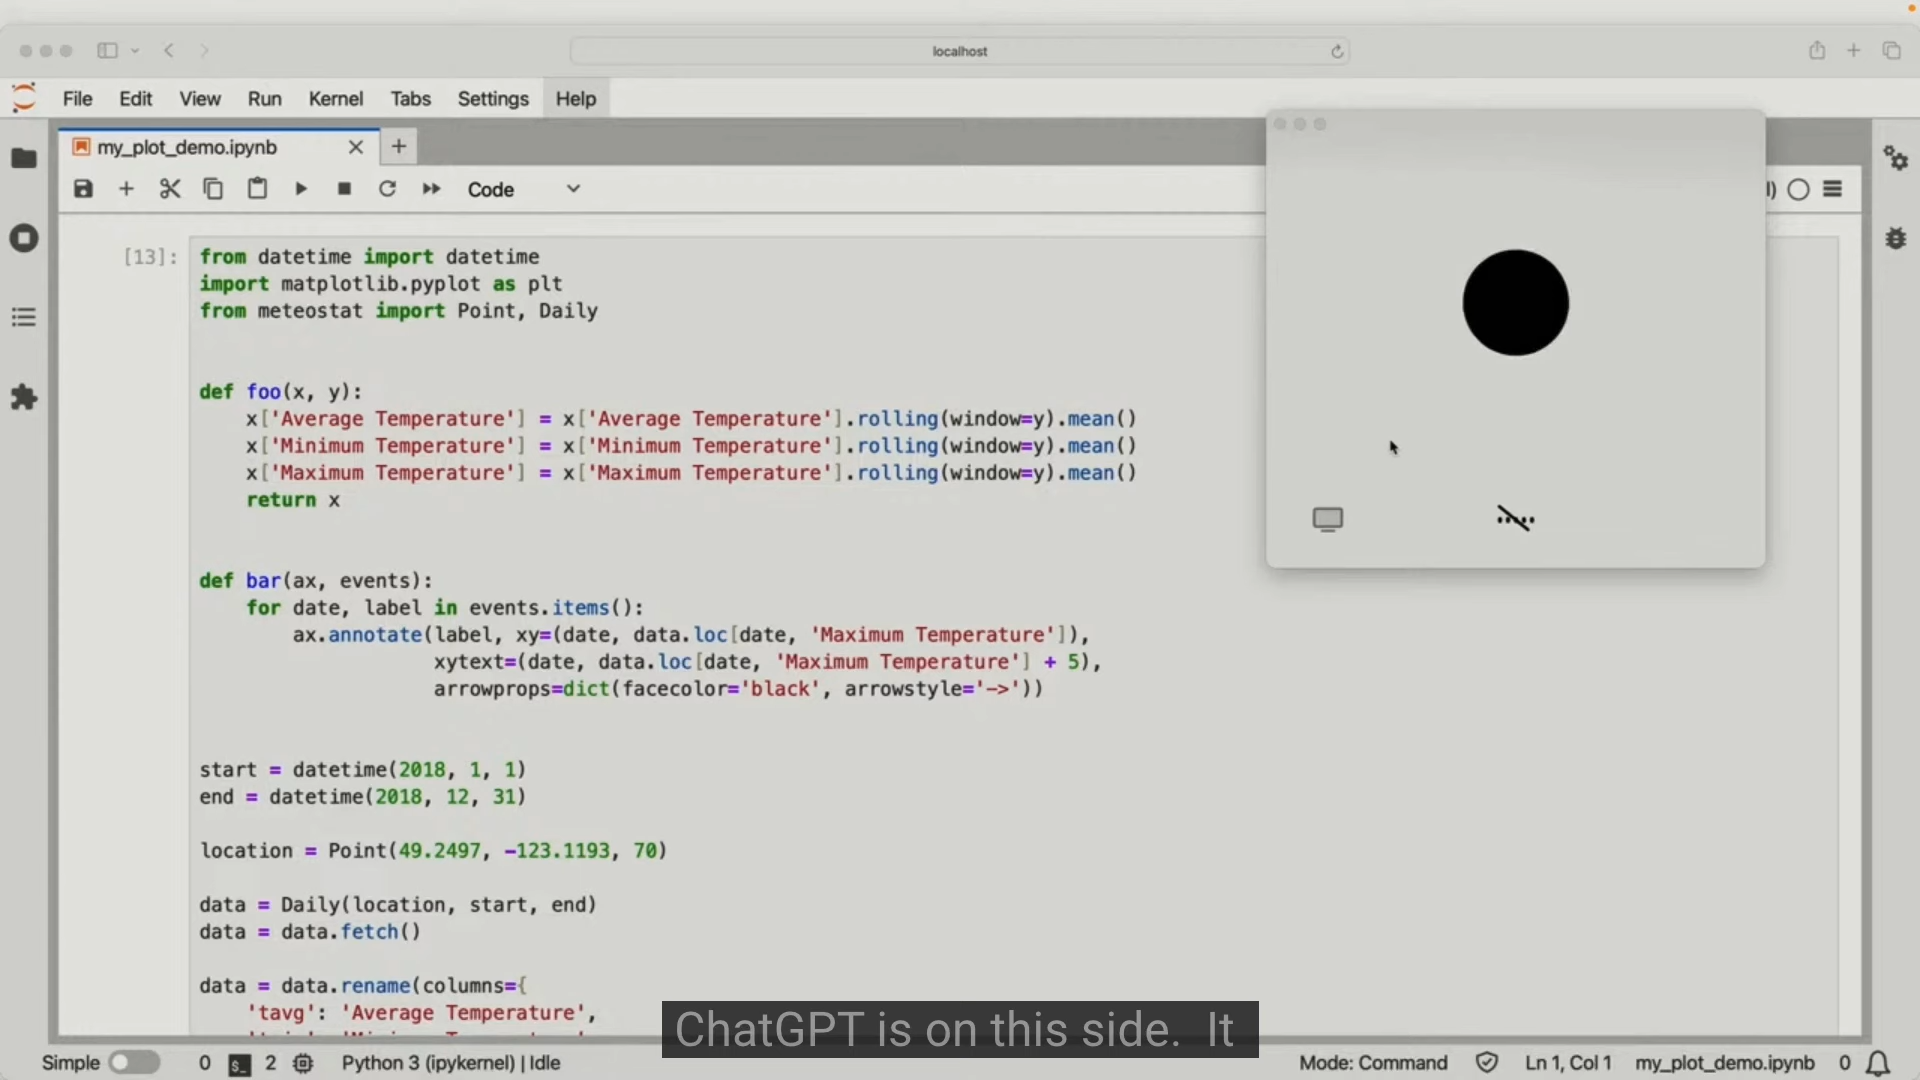 localhost
File Edit View Run Kernel Tabs Settings Help
my_plot_demo.ipynb
Code
[13]:
from datetime import datetime
import matplotlib.pyplot as plt
from meteostat import Point, Daily
def foo(x, y):
x['Average Temperature'] = x['Average Temperature'].rolling(window=y).mean()
x['Minimum Temperature'] = x['Minimum Temperature'].rolling(window=y).mean()
x['Maximum Temperature'] = x['Maximum Temperature'].rolling(window=y).mean()
return x
def bar(ax, events):
for date, label in events.items():
ax.annotate(label, xy=(date, data.loc[date, 'Maximum Temperature']),
xytext=(date, data.loc[date, 'Maximum Temperature'] + 5),
arrowprops=dict(facecolor='black', arrowstyle='->'))
start = datetime(2018, 1, 1)
end = datetime(2018, 12, 31)
location = Point(49.2497, -123.1193, 70)
data = Daily(location, start, end)
data = data.fetch()
data = data.rename(columns={
'tavg': 'Average Temperature',
ChatGPT is on this side. It
Simple 0 2 Python 3 (ipykernel) | Idle Mode: Command Ln 1, Col 1 my_plot_demo.ipynb 0